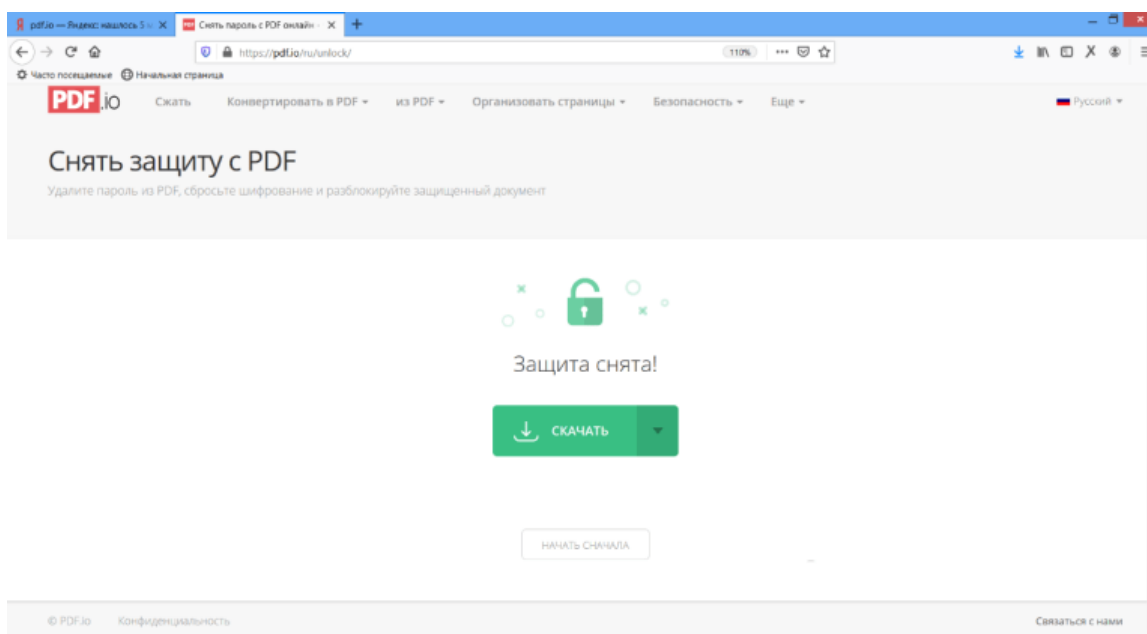 pdf.io — Яндекс: нашлось 5
Снять пароль с PDF онлайн -
https://pdf.io/ru/unlock/
110%
Часто посещаемые
Начальная страница
PDF.iO
Сжать
Конвертировать в PDF
из PDF
Организовать страницы
Безопасность
Еще
Русский
Снять защиту с PDF
Удалите пароль из PDF, сбросьте шифрование и разблокируйте защищенный документ
Защита снята!
СКАЧАТЬ
НАЧАТЬ СНАЧАЛА
© PDF.io
Конфиденциальность
Связаться с нами